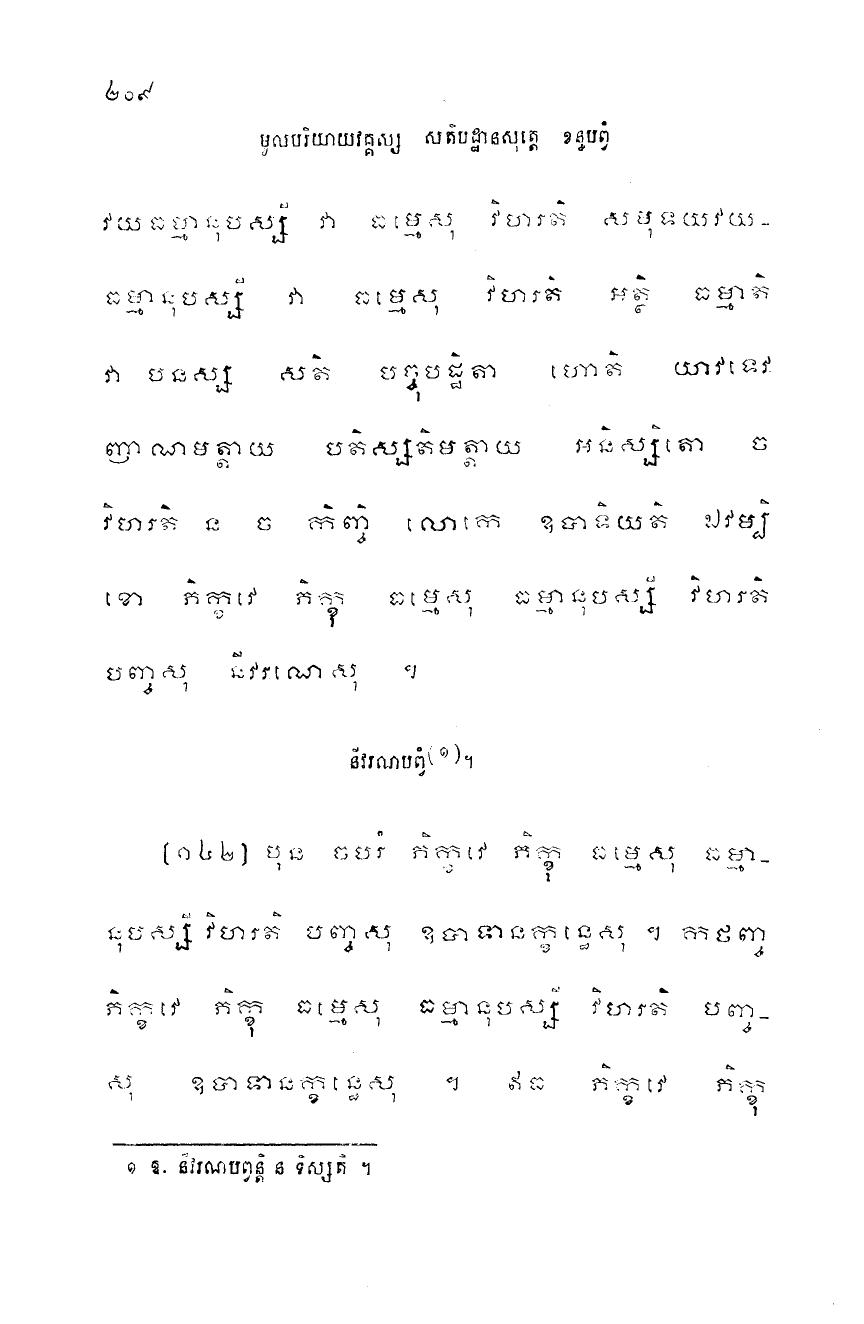 ២០៩
មូលបរិយាយវគ្គស្ស សតិបដ្ឋានសុត្តេ ខន្ធបព្វំ
វយធម្មានុបស្សី វា ធម្មេសុ វិហរតិ សមុទយវយ-
ធម្មានុបស្សី វា ធម្មេសុ វិហរតិ អត្ថិ ធម្មាតិ
វា បនស្ស សតិ បច្ចុបដ្ឋិតា ហោតិ យាវទេវ
ញាណមត្តាយ បតិស្សតិមត្តាយ អនិស្សិតោ ច
វិហរតិ ន ច កិញ្ចិ លោកេ ឧបាទិយតិ ឯវម្បិ
ខោ ភិក្ខវេ ភិក្ខុ ធម្មេសុ ធម្មានុបស្សី វិហរតិ
បញ្ចសុ នីវរណេសុ ។
នីវរណបព្វំ(១)។
[១៤២] បុន ចបរំ ភិក្ខវេ ភិក្ខុ ធម្មេសុ ធម្មា-
នុបស្សី វិហរតិ បញ្ចសុ ឧបាទានក្ខន្ធេសុ ។ កថញ្ច
ភិក្ខវេ ភិក្ខុ ធម្មេសុ ធម្មានុបស្សី វិហរតិ បញ្ច-
សុ ឧបាទានក្ខន្ធេសុ ។ ឥធ ភិក្ខវេ ភិក្ខុ
១ ឱ. នីវរណបព្វន្តិ ន ទិស្សតិ ។